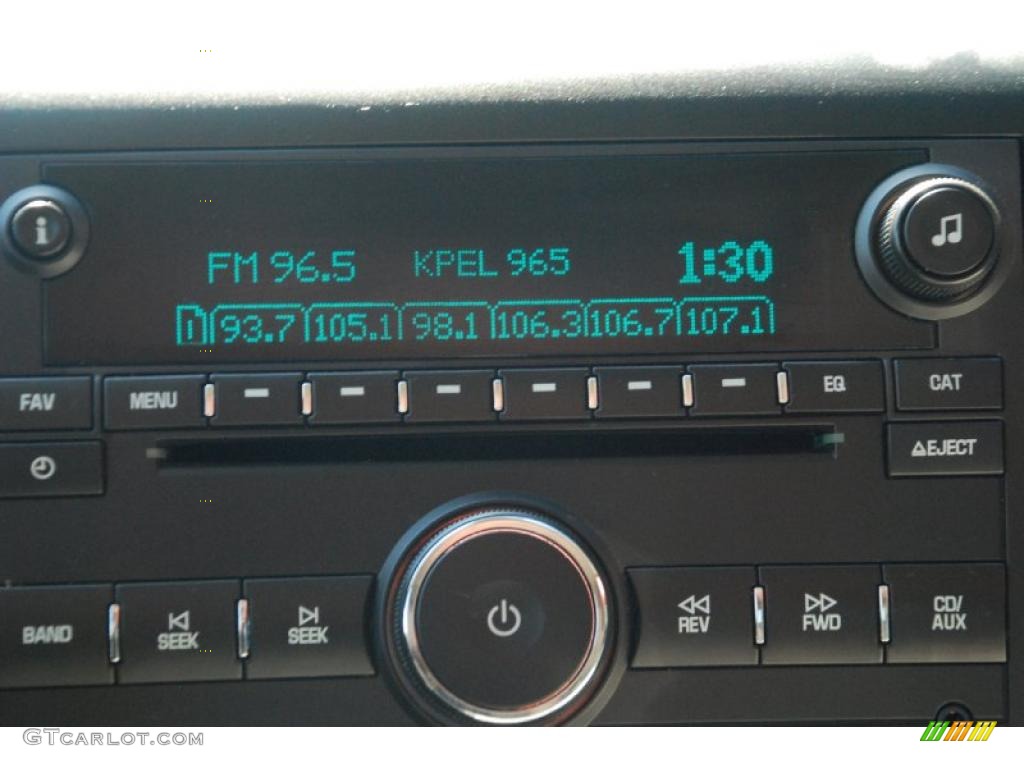 i
FM 96.5 KPEL 965 1:30
1 93.7 105.1 98.1 106.3 106.7 107.1
FAV MENU EQ CAT
EJECT
BAND SEEK SEEK REV FWD CD/
AUX
GTCARLOT.COM